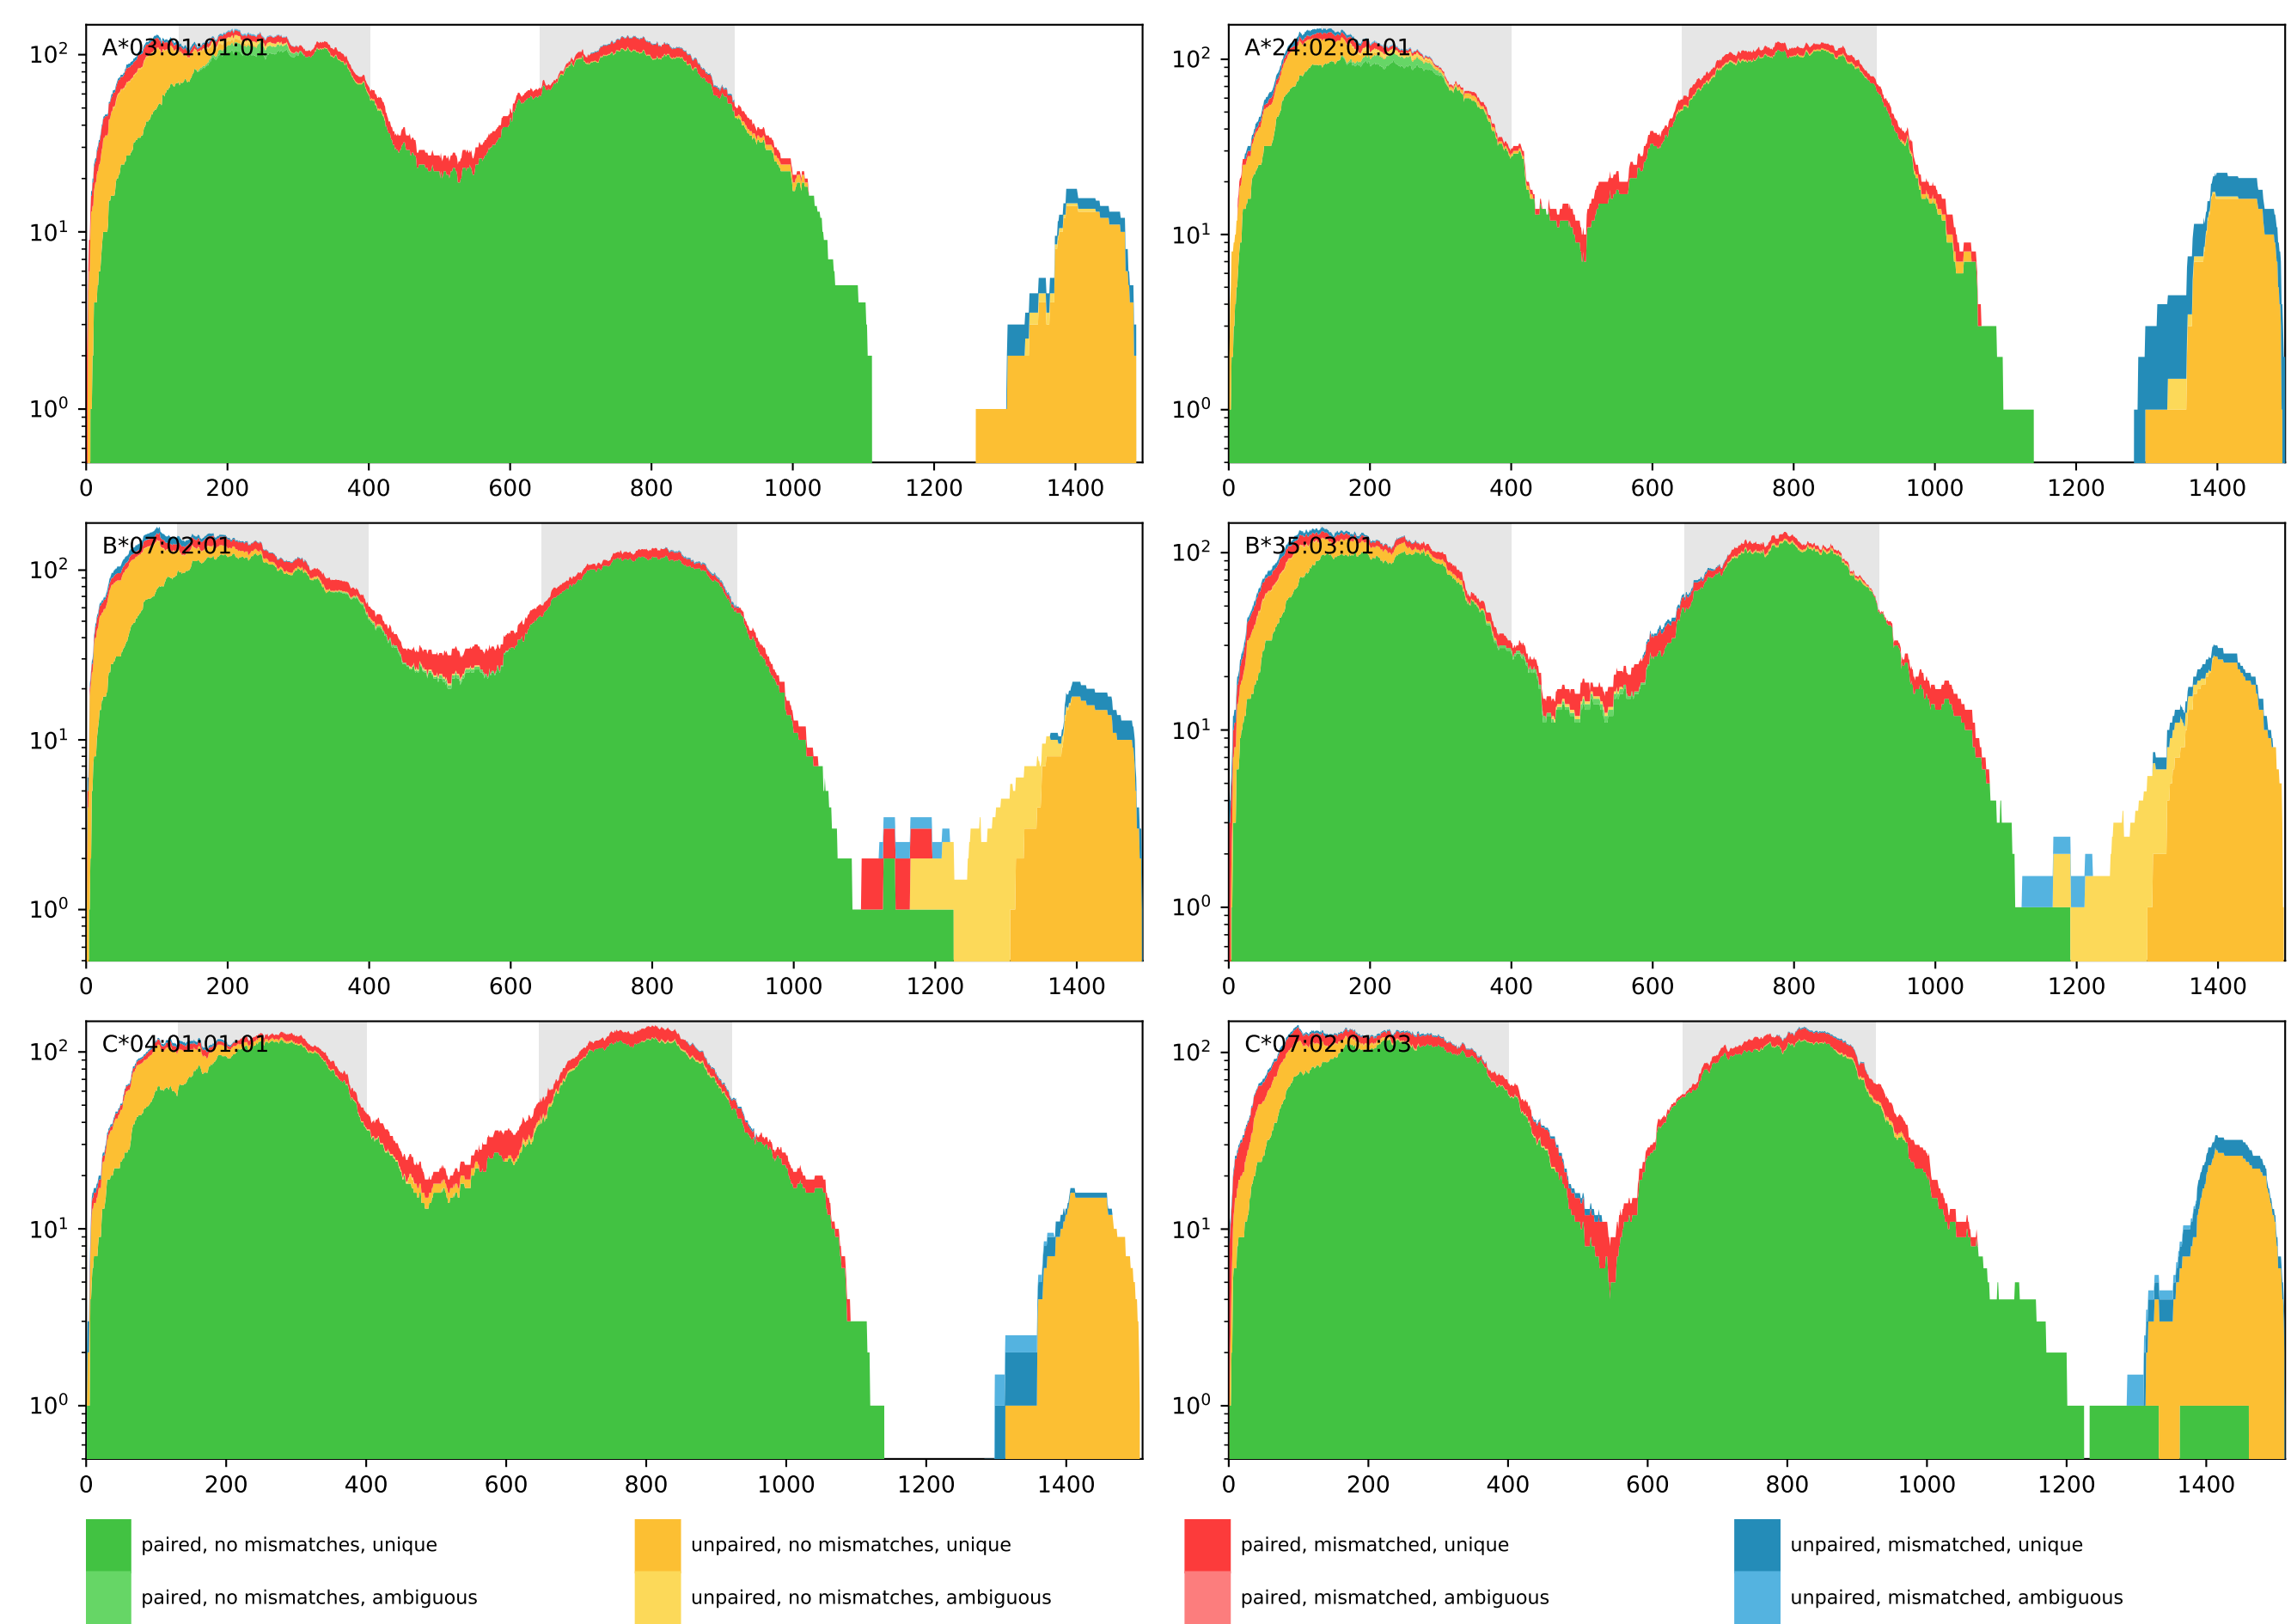 A*03:01:01:01
10²
10¹
10⁰
0 200 400 600 800 1000 1200 1400
A*24:02:01:01
10²
10¹
10⁰
0 200 400 600 800 1000 1200 1400
B*07:02:01
10²
10¹
10⁰
0 200 400 600 800 1000 1200 1400
B*35:03:01
10²
10¹
10⁰
0 200 400 600 800 1000 1200 1400
C*04:01:01:01
10²
10¹
10⁰
0 200 400 600 800 1000 1200 1400
C*07:02:01:03
10²
10¹
10⁰
0 200 400 600 800 1000 1200 1400
paired, no mismatches, unique
unpaired, no mismatches, unique
paired, mismatched, unique
unpaired, mismatched, unique
paired, no mismatches, ambiguous
unpaired, no mismatches, ambiguous
paired, mismatched, ambiguous
unpaired, mismatched, ambiguous